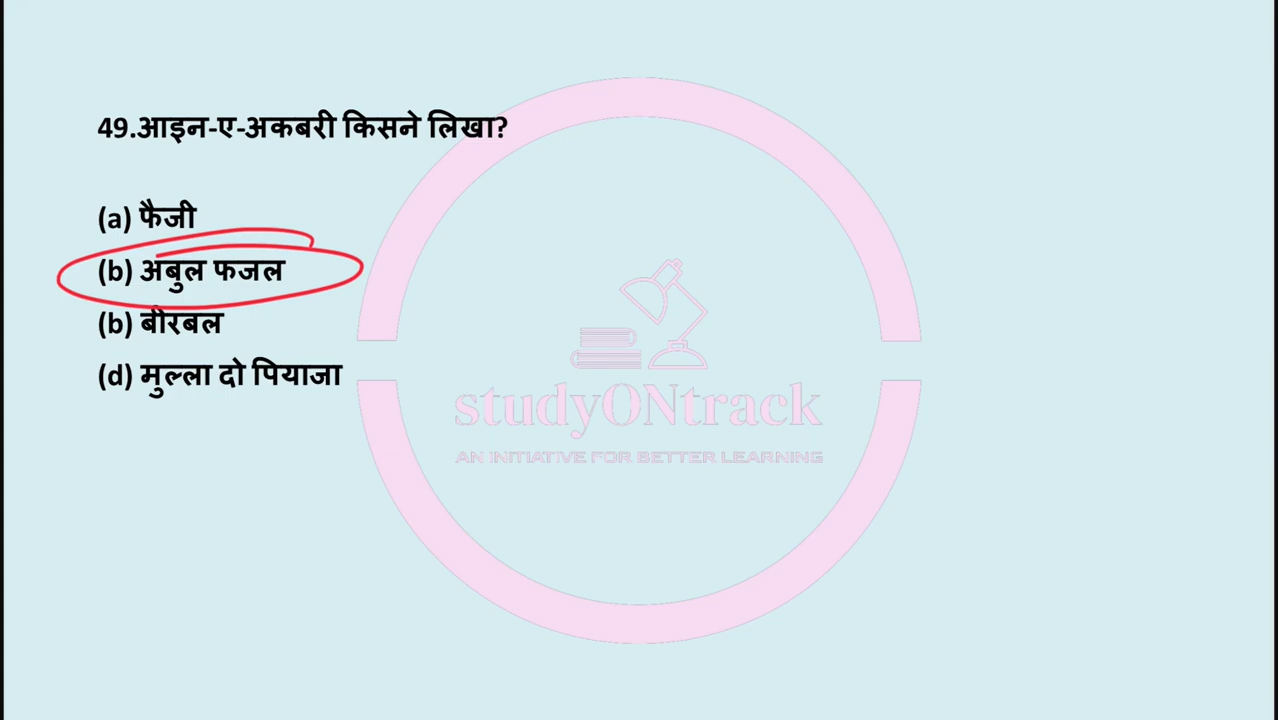 49.आइन-ए-अकबरी किसने लिखा?
(a) फैजी
(b) अबुल फजल
(b) बीरबल
(d) मुल्ला दो पियाजा
studyONtrack
AN INITIATIVE FOR BETTER LEARNING